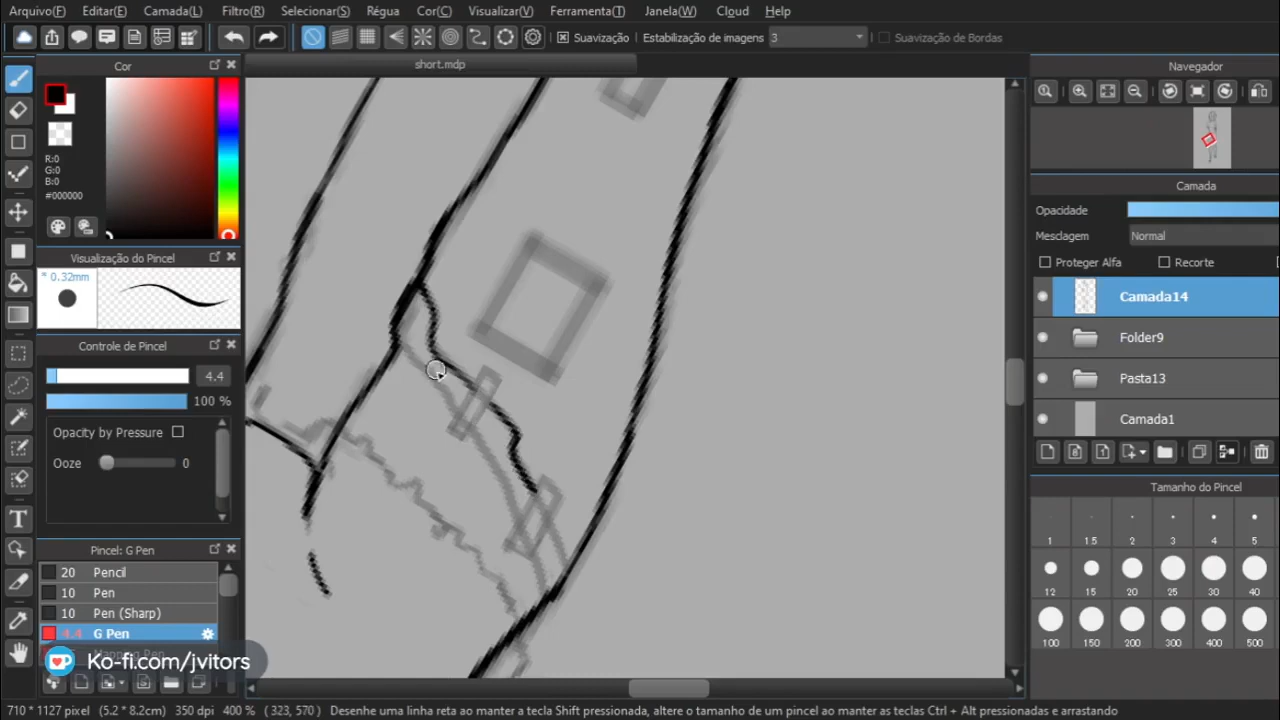 Arquivo(F) Editar(E) Camada(L) Filtro(R) Selecionar(S) Régua Cor(C) Visualizar(V) Ferramenta(T) Janela(W) Cloud Help
Suavização Estabilização de imagens 3 Suavização de Bordas
Cor
short.mdp
Navegador
R:0
G:0
B:0
#000000
Camada
Opacidade
Mesclagem Normal
Proteger Alfa Recorte
Visualização do Pincel
* 0.32mm
Camada14
Folder9
Pasta13
Camada1
Controle de Pincel
4.4
100 %
Opacity by Pressure
Ooze 0
Tamanho do Pincel
1 1.5 2 3 4 5
12 15 20 25 30 40
100 150 200 300 400 500
Pincel: G Pen
20 Pencil
10 Pen
10 Pen (Sharp)
4.4 G Pen
Ko-fi.com/jvitors
710 * 1127 pixel (5.2 * 8.2cm) 350 dpi 400 % ( 323, 570 ) Desenhe uma linha reta ao manter a tecla Shift pressionada, altere o tamanho de um pincel ao manter as teclas Ctrl + Alt pressionadas e arrastando